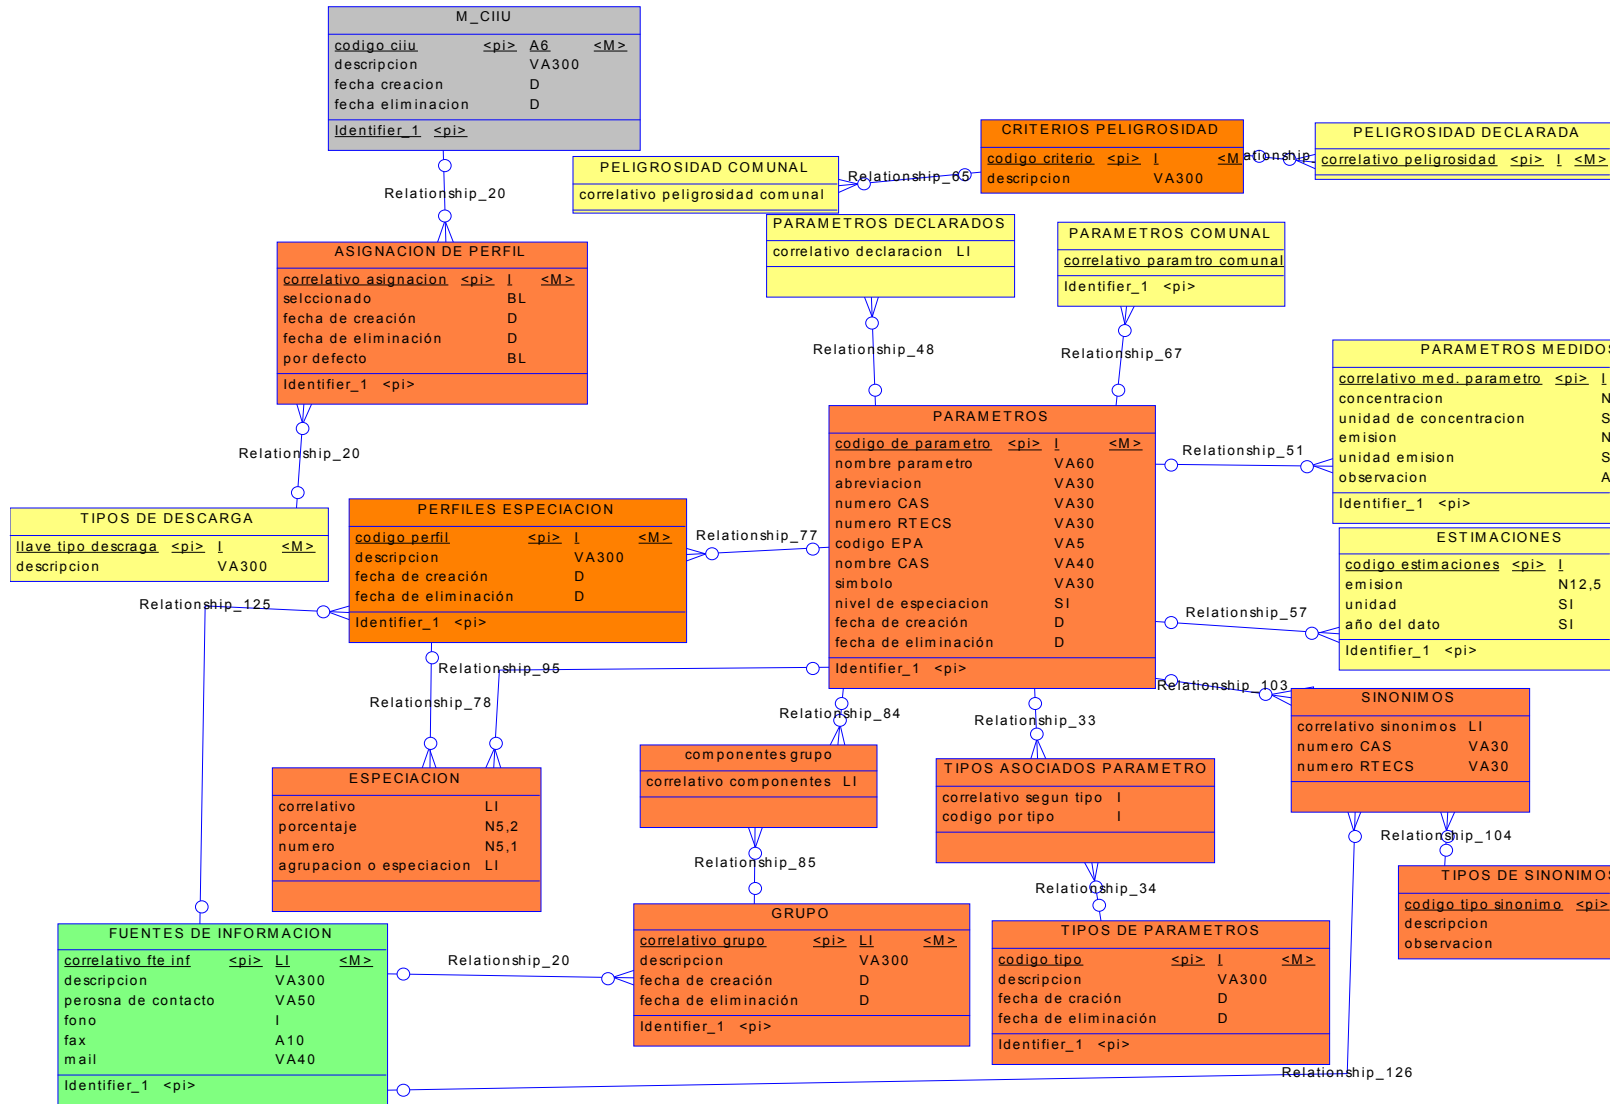 M_CIIU
codigo ciiu <pi> A6 <M>
descripcion VA300
fecha creacion D
fecha eliminacion D
Identifier_1 <pi>
Relationship_20
CRITERIOS PELIGROSIDAD
codigo criterio <pi> I <M
descripcion VA300
PELIGROSIDAD DECLARADA
correlativo peligrosidad <pi> I <M>
ationship
PELIGROSIDAD COMUNAL
correlativo peligrosidad comunal
Relationship_65
PARAMETROS DECLARADOS
correlativo declaracion LI
PARAMETROS COMUNAL
correlativo paramtro comunal
Identifier_1 <pi>
ASIGNACION DE PERFIL
correlativo asignacion <pi> I <M>
selccionado BL
fecha de creación D
fecha de eliminación D
por defecto BL
Identifier_1 <pi>
Relationship_48
Relationship_67
PARAMETROS MEDIDOS
correlativo med. parametro <pi> I
concentracion N
unidad de concentracion S
emision N
unidad emision S
observacion A
Identifier_1 <pi>
Relationship_20
PARAMETROS
codigo de parametro <pi> I <M>
nombre parametro VA60
abreviacion VA30
numero CAS VA30
numero RTECS VA30
codigo EPA VA5
nombre CAS VA40
simbolo VA30
nivel de especiacion SI
fecha de creación D
fecha de eliminación D
Identifier_1 <pi>
Relationship_51
TIPOS DE DESCARGA
llave tipo descraga <pi> I <M>
descripcion VA300
PERFILES ESPECIACION
codigo perfil <pi> I <M>
descripcion VA300
fecha de creación D
fecha de eliminación D
Identifier_1 <pi>
Relationship_77
ESTIMACIONES
codigo estimaciones <pi> I
emision N12,5
unidad SI
año del dato SI
Identifier_1 <pi>
Relationship_57
Relationship_125
Relationship_95
Relationship_78
Relationship_84
Relationship_33
Relationship_103
SINONIMOS
correlativo sinonimos LI
numero CAS VA30
numero RTECS VA30
componentes grupo
correlativo componentes LI
TIPOS ASOCIADOS PARAMETRO
correlativo segun tipo I
codigo por tipo I
ESPECIACION
correlativo LI
porcentaje N5,2
numero N5,1
agrupacion o especiacion LI
Relationship_85
Relationship_34
Relationship_104
TIPOS DE SINONIMOS
codigo tipo sinonimo <pi>
descripcion
observacion
FUENTES DE INFORMACION
correlativo fte inf <pi> LI <M>
descripcion VA300
perosna de contacto VA50
fono I
fax A10
mail VA40
Identifier_1 <pi>
Relationship_20
GRUPO
correlativo grupo <pi> LI <M>
descripcion VA300
fecha de creación D
fecha de eliminación D
Identifier_1 <pi>
TIPOS DE PARAMETROS
codigo tipo <pi> I <M>
descripcion VA300
fecha de cración D
fecha de eliminación D
Identifier_1 <pi>
Relationship_126